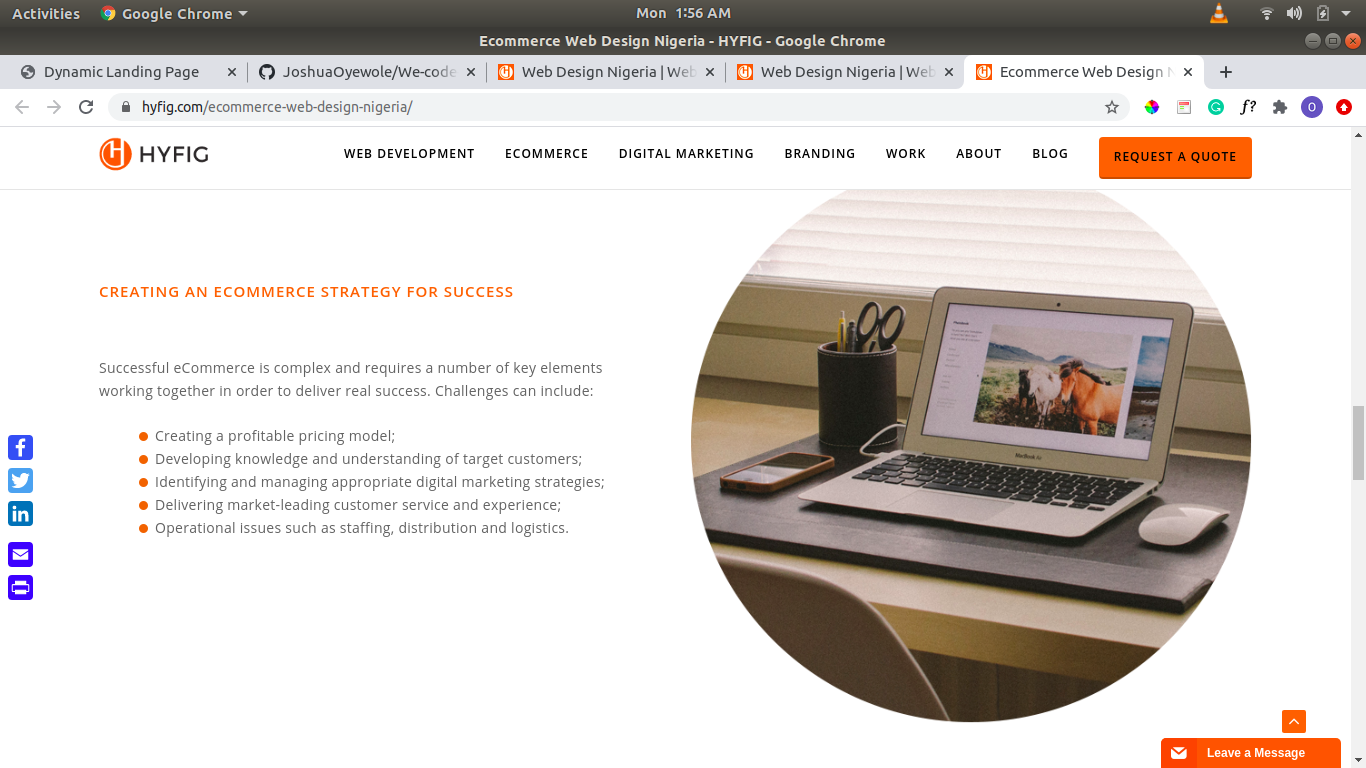 Activities Google Chrome Mon 1:56 AM
Ecommerce Web Design Nigeria - HYFIG - Google Chrome
Dynamic Landing Page JoshuaOyewole/We-code Web Design Nigeria | Web Web Design Nigeria | Web Ecommerce Web Design N
hyfig.com/ecommerce-web-design-nigeria/ f? O
HYFIG WEB DEVELOPMENT ECOMMERCE DIGITAL MARKETING BRANDING WORK ABOUT BLOG REQUEST A QUOTE
CREATING AN ECOMMERCE STRATEGY FOR SUCCESS
Successful eCommerce is complex and requires a number of key elements
working together in order to deliver real success. Challenges can include:
Creating a profitable pricing model;
Developing knowledge and understanding of target customers;
Identifying and managing appropriate digital marketing strategies;
Delivering market-leading customer service and experience;
Operational issues such as staffing, distribution and logistics.
MacBook Air
Leave a Message